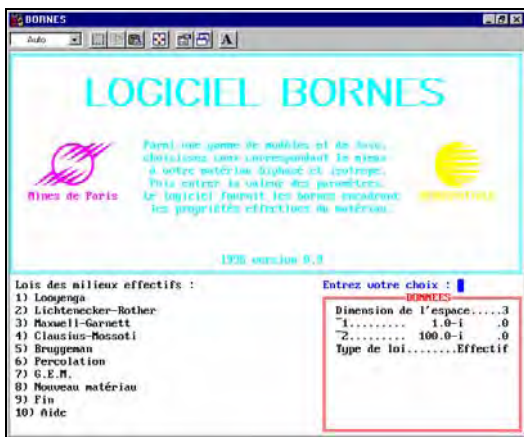 BORNES
Auto
A
LOGICIEL BORNES
Parmi une gamme de modèles et de lois,
choisissez ceux correspondant le mieux
à votre matériau biphasé et isotrope.
Puis entrer la valeur des paramètres.
Le logiciel fournit les bornes encadrant
les propriétés effectives du matériau.
Mines de Paris
1996 version 0.9
Lois des milieux effectifs :
1) Looyenga
2) Lichtenecker-Rother
3) Maxwell-Garnett
4) Clausius-Mossoti
5) Bruggeman
6) Percolation
7) G.E.M.
8) Nouveau matériau
9) Fin
10) Aide
Entrez votre choix :
DONNEES
Dimension de l'espace.....3
1......... 1.0-i .0
2......... 100.0-i .0
Type de loi........Effectif